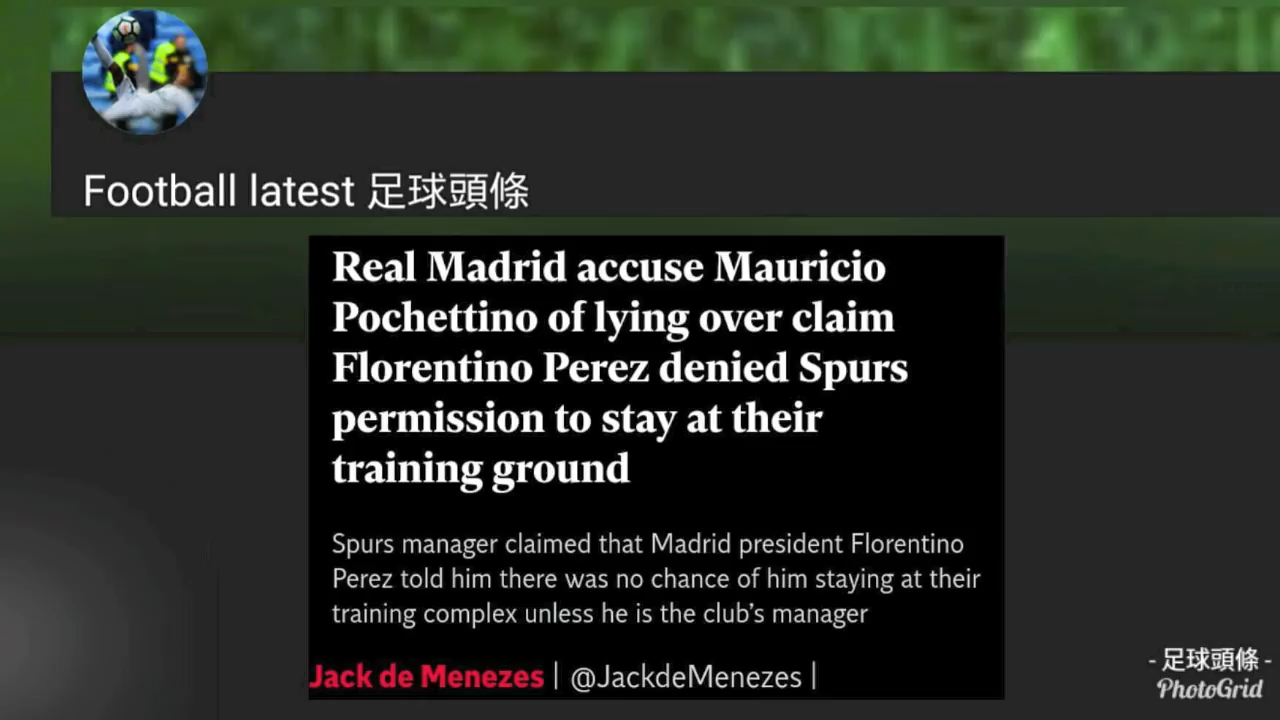 Football latest 足球頭條
Real Madrid accuse Mauricio
Pochettino of lying over claim
Florentino Perez denied Spurs
permission to stay at their
training ground
Spurs manager claimed that Madrid president Florentino
Perez told him there was no chance of him staying at their
training complex unless he is the club’s manager
Jack de Menezes | @JackdeMenezes |
- 足球頭條 -
PhotoGrid